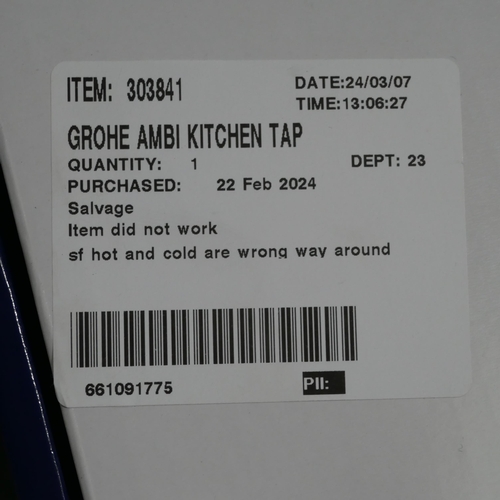 ITEM: 303841 DATE:24/03/07
TIME:13:06:27
GROHE AMBI KITCHEN TAP
QUANTITY: 1 DEPT: 23
PURCHASED: 22 Feb 2024
Salvage
Item did not work
sf hot and cold are wrong way around
661091775 PII: